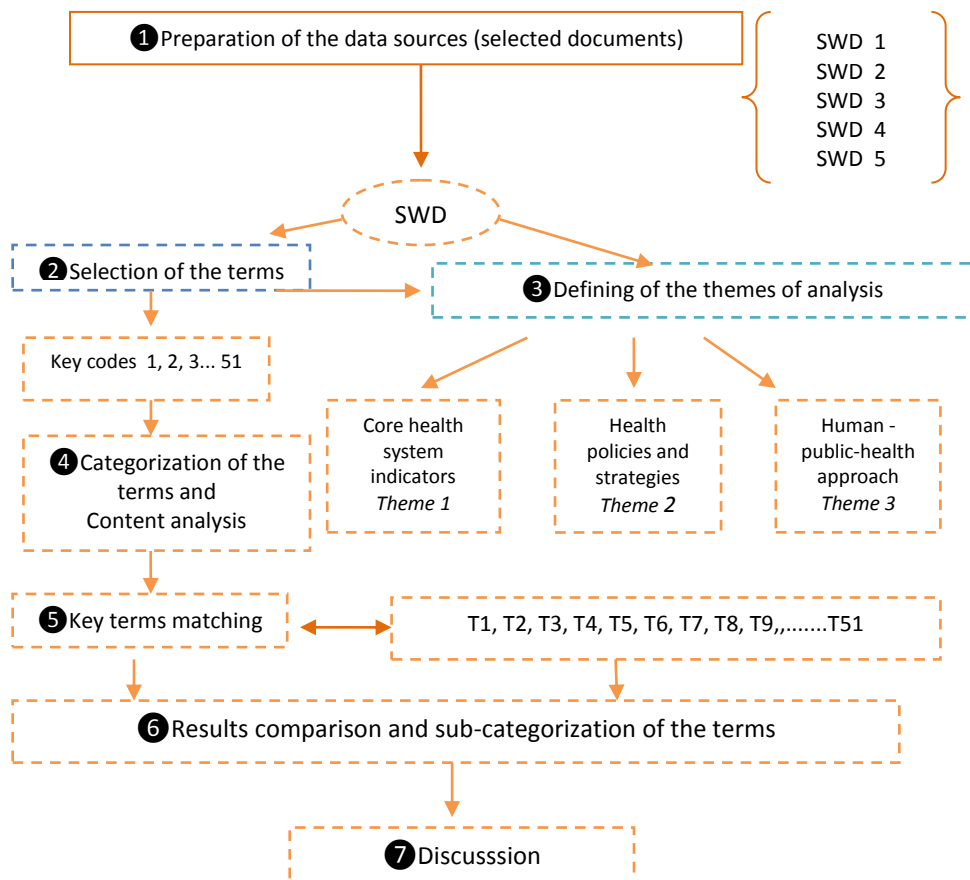 ❶Preparation of the data sources (selected documents)
SWD 1
SWD 2
SWD 3
SWD 4
SWD 5
SWD
❷Selection of the terms
❸Defining of the themes of analysis
Key codes 1, 2, 3... 51
Core health
system
indicators
Theme 1
Health
policies and
strategies
Theme 2
Human -
public-health
approach
Theme 3
❹Categorization of the
terms and
Content analysis
❺Key terms matching
T1, T2, T3, T4, T5, T6, T7, T8, T9,,.......T51
❻Results comparison and sub-categorization of the terms
❼Discusssion